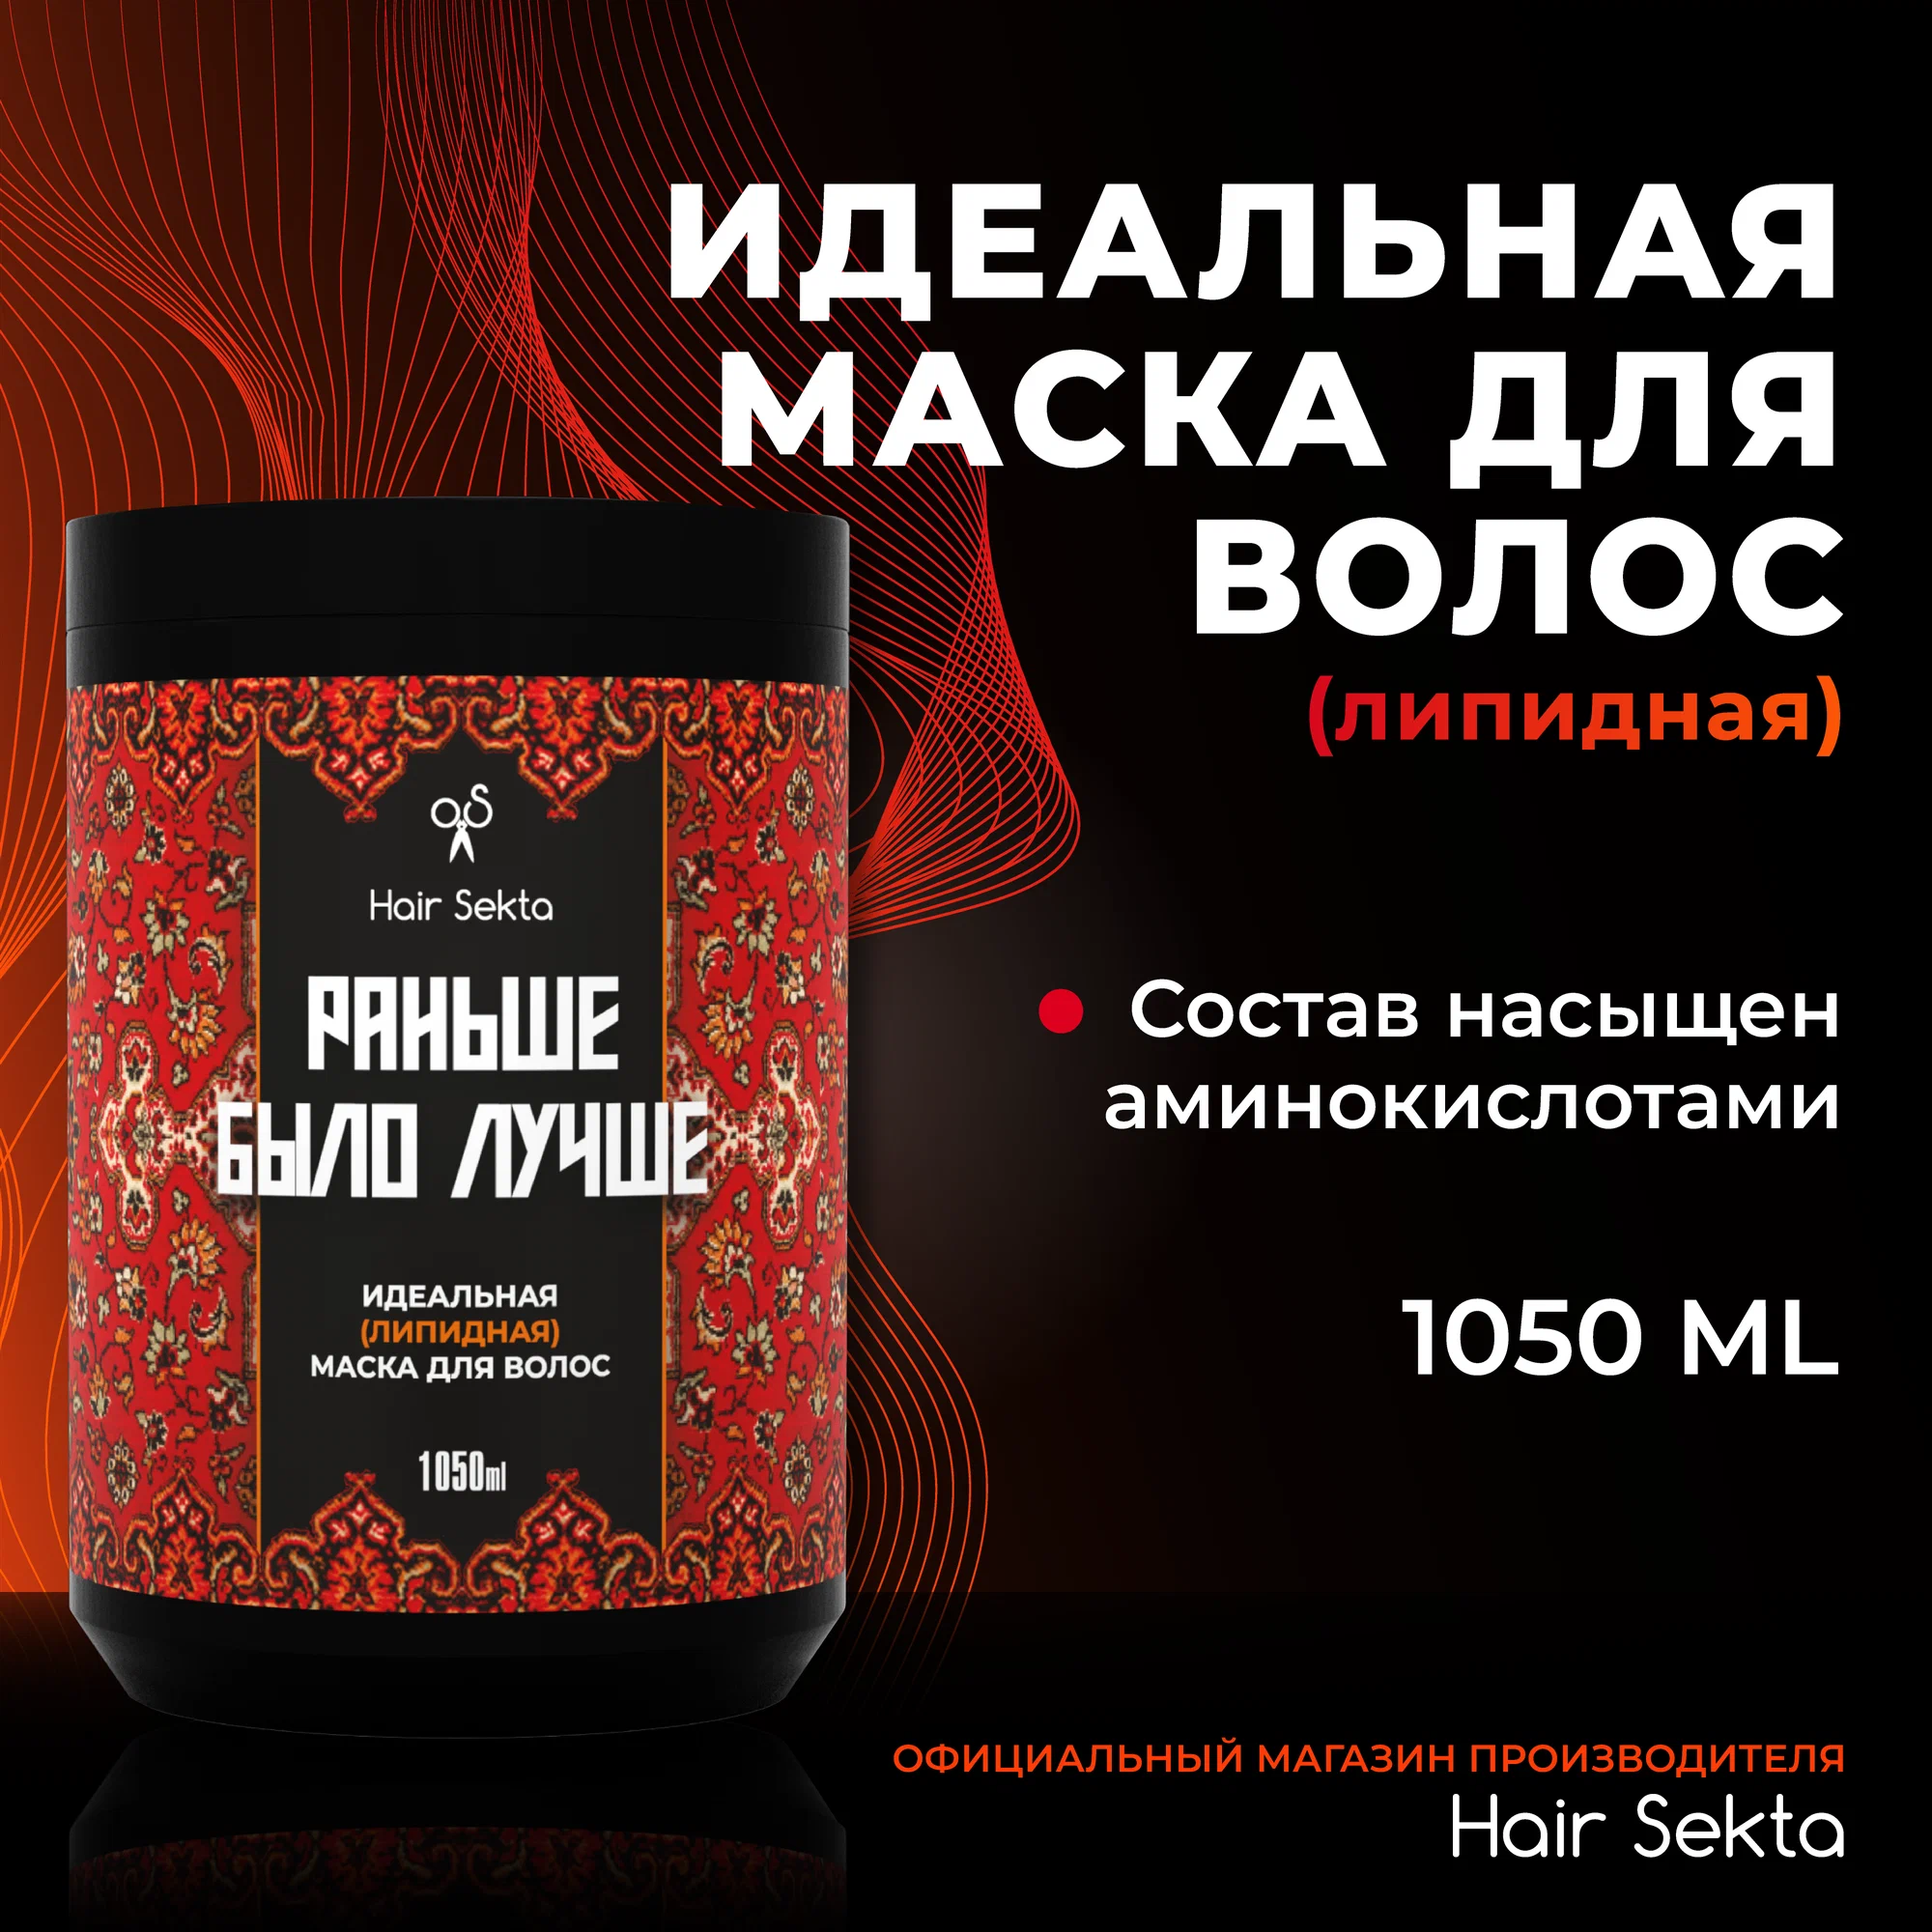 ИДЕАЛЬНАЯ
МАСКА ДЛЯ
ВОЛОС
(липидная)
Hair Sekta
РАНЬШЕ
БЫЛО ЛУЧШЕ
ИДЕАЛЬНАЯ
(ЛИПИДНАЯ)
МАСКА ДЛЯ ВОЛОС
1050ml
Состав насыщен
аминокислотами
1050 ML
ОФИЦИАЛЬНЫЙ МАГАЗИН ПРОИЗВОДИТЕЛЯ
Hair Sekta